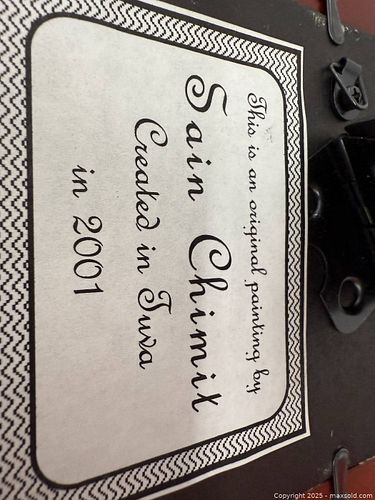 This is an original painting by
Sain Chimit
Created in Tuva
in 2001
Copyright © 2025 - maxsold.com